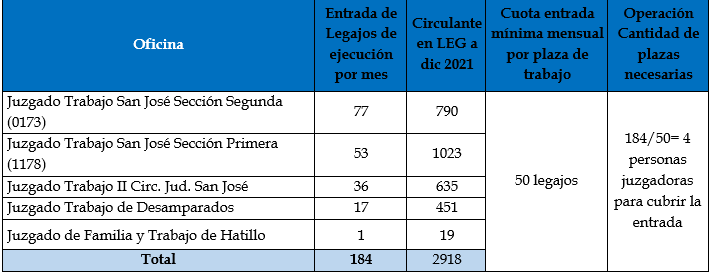 Oficina
Entrada de
Legajos de
ejecución
por mes
Circulante
en LEG a
dic 2021
Cuota entrada
mínima mensual
por plaza de
trabajo
Operación
Cantidad de
plazas
necesarias
Juzgado Trabajo San José Sección Segunda
(0173)
77
790
Juzgado Trabajo San José Sección Primera
(1178)
53
1023
Juzgado Trabajo II Circ. Jud. San José
36
635
Juzgado Trabajo de Desamparados
17
451
Juzgado de Familia y Trabajo de Hatillo
1
19
50 legajos
184/50= 4
personas
juzgadoras
para cubrir la
entrada
Total
184
2918